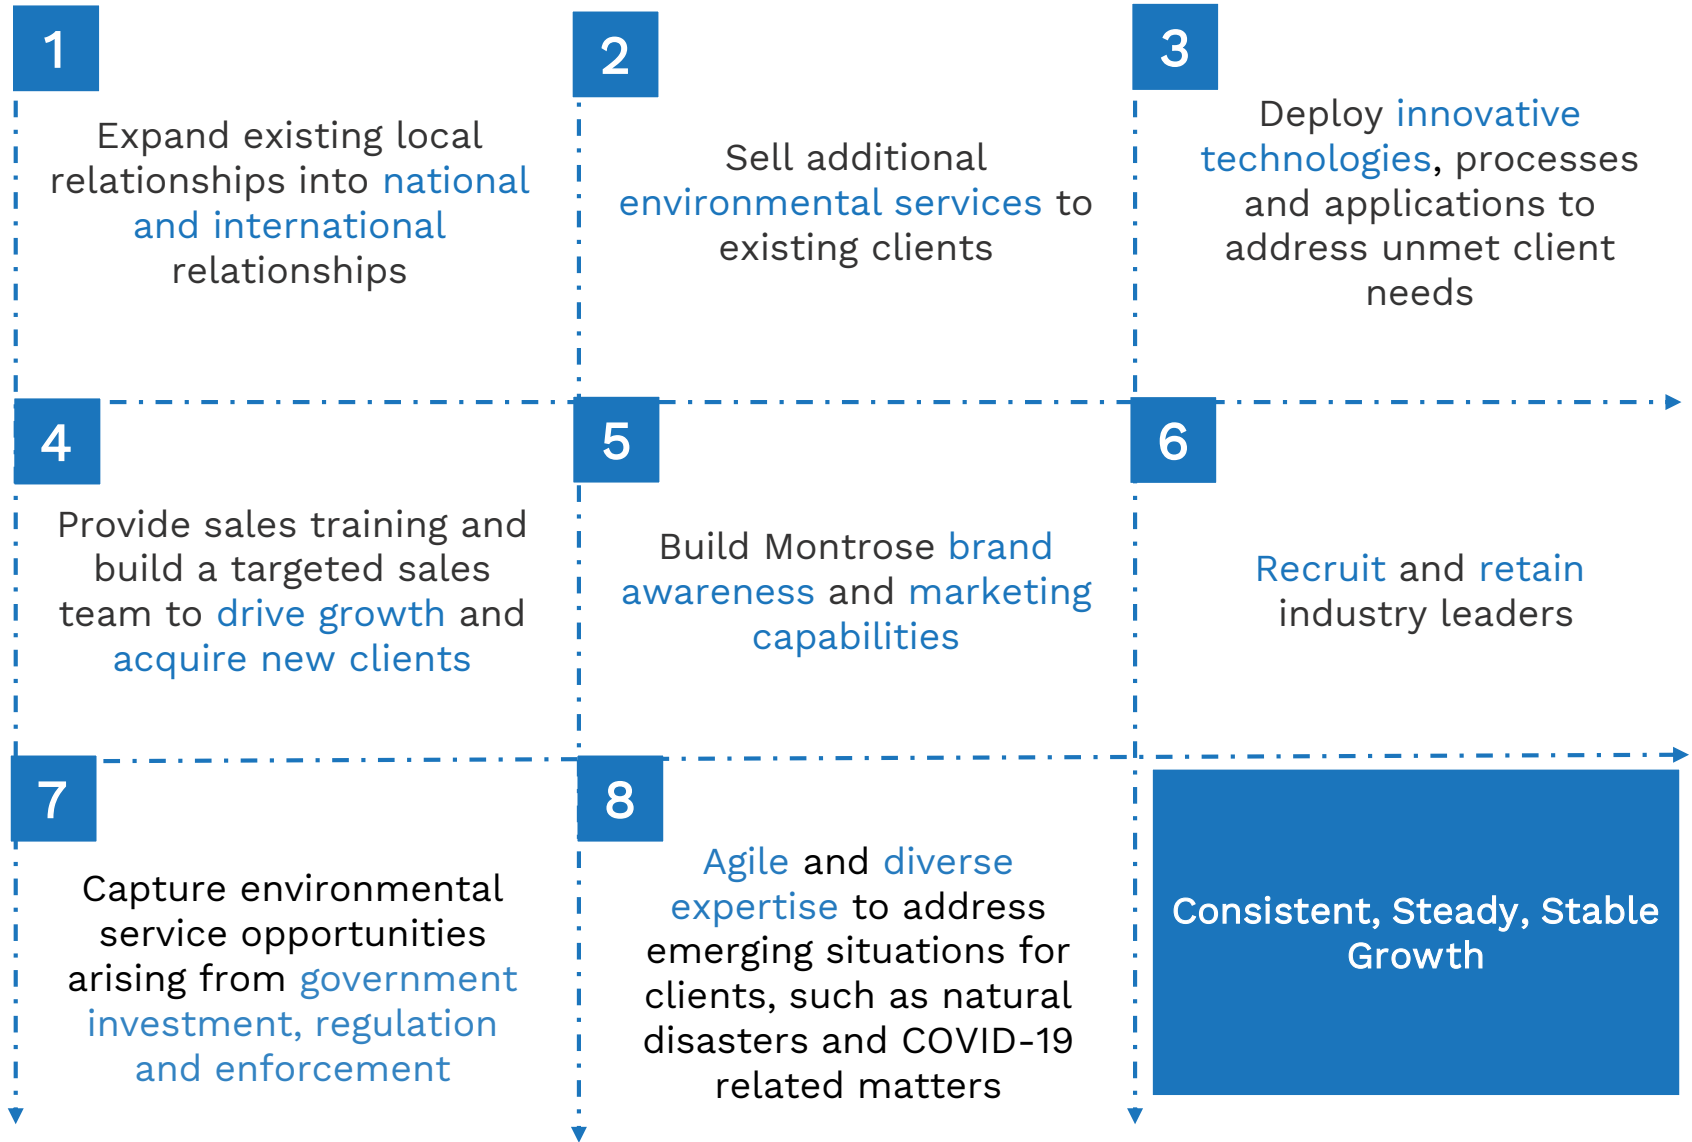 1
Expand existing local
relationships into national
and international
relationships
2
Sell additional
environmental services to
existing clients
3
Deploy innovative
technologies, processes
and applications to
address unmet client
needs
4
Provide sales training and
build a targeted sales
team to drive growth and
acquire new clients
5
Build Montrose brand
awareness and marketing
capabilities
6
Recruit and retain
industry leaders
7
Capture environmental
service opportunities
arising from government
investment, regulation
and enforcement
8
Agile and diverse
expertise to address
emerging situations for
clients, such as natural
disasters and COVID-19
related matters
Consistent, Steady, Stable
Growth